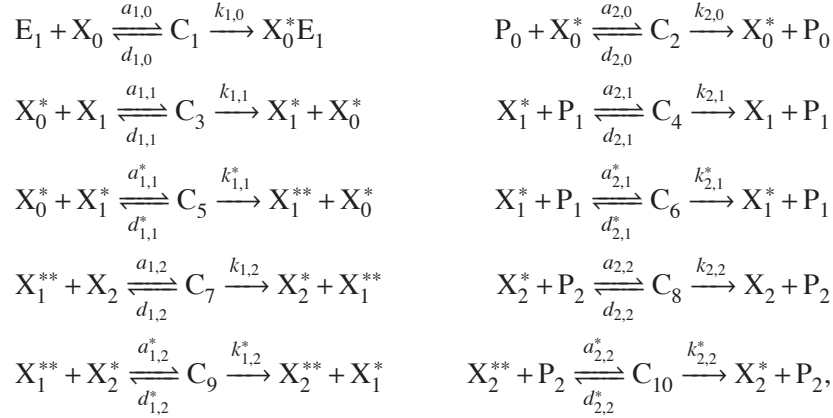 E₁ + X₀ ⇌ (a₁,₀ / d₁,₀) C₁ → (k₁,₀) X₀*E₁    P₀ + X₀* ⇌ (a₂,₀ / d₂,₀) C₂ → (k₂,₀) X₀* + P₀
X₀* + X₁ ⇌ (a₁,₁ / d₁,₁) C₃ → (k₁,₁) X₁* + X₀*    X₁* + P₁ ⇌ (a₂,₁ / d₂,₁) C₄ → (k₂,₁) X₁ + P₁
X₀* + X₁* ⇌ (a*₁,₁ / d*₁,₁) C₅ → (k*₁,₁) X₁** + X₀*    X₁* + P₁ ⇌ (a*₂,₁ / d*₂,₁) C₆ → (k*₂,₁) X₁* + P₁
X₁** + X₂ ⇌ (a₁,₂ / d₁,₂) C₇ → (k₁,₂) X₂* + X₁**    X₂* + P₂ ⇌ (a₂,₂ / d₂,₂) C₈ → (k₂,₂) X₂ + P₂
X₁** + X₂* ⇌ (a*₁,₂ / d*₁,₂) C₉ → (k*₁,₂) X₂** + X₁*    X₂** + P₂ ⇌ (a*₂,₂ / d*₂,₂) C₁₀ → (k*₂,₂) X₂* + P₂,